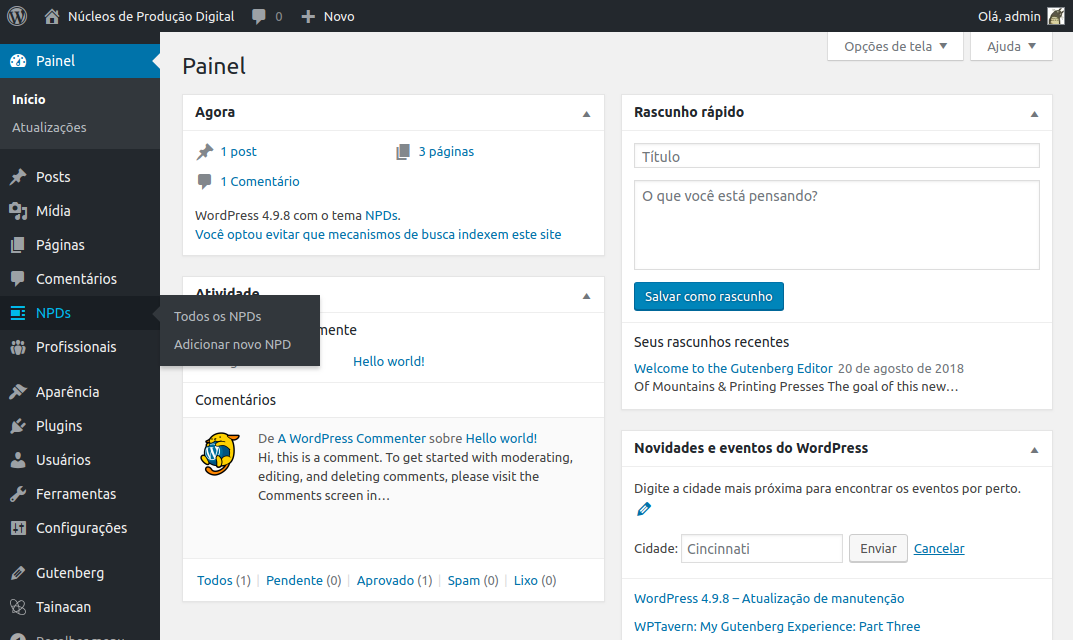 Núcleos de Produção Digital
0
Novo
Olá, admin
Painel
Início
Atualizações
Posts
Mídia
Páginas
Comentários
NPDs
Profissionais
Aparência
Plugins
Usuários
Ferramentas
Configurações
Gutenberg
Tainacan
Todos os NPDs
Adicionar novo NPD
Opções de tela
Ajuda
Painel
Agora
1 post
3 páginas
1 Comentário
WordPress 4.9.8 com o tema NPDs.
Você optou evitar que mecanismos de busca indexem este site
Atividade
Hello world!
Comentários
De A WordPress Commenter sobre Hello world!
Hi, this is a comment. To get started with moderating,
editing, and deleting comments, please visit the
Comments screen in…
Todos (1) | Pendente (0) | Aprovado (1) | Spam (0) | Lixo (0)
Rascunho rápido
Título
O que você está pensando?
Salvar como rascunho
Seus rascunhos recentes
Welcome to the Gutenberg Editor 20 de agosto de 2018
Of Mountains & Printing Presses The goal of this new…
Novidades e eventos do WordPress
Digite a cidade mais próxima para encontrar os eventos por perto.
Cidade: Cincinnati Enviar Cancelar
WordPress 4.9.8 – Atualização de manutenção
WPTavern: My Gutenberg Experience: Part Three